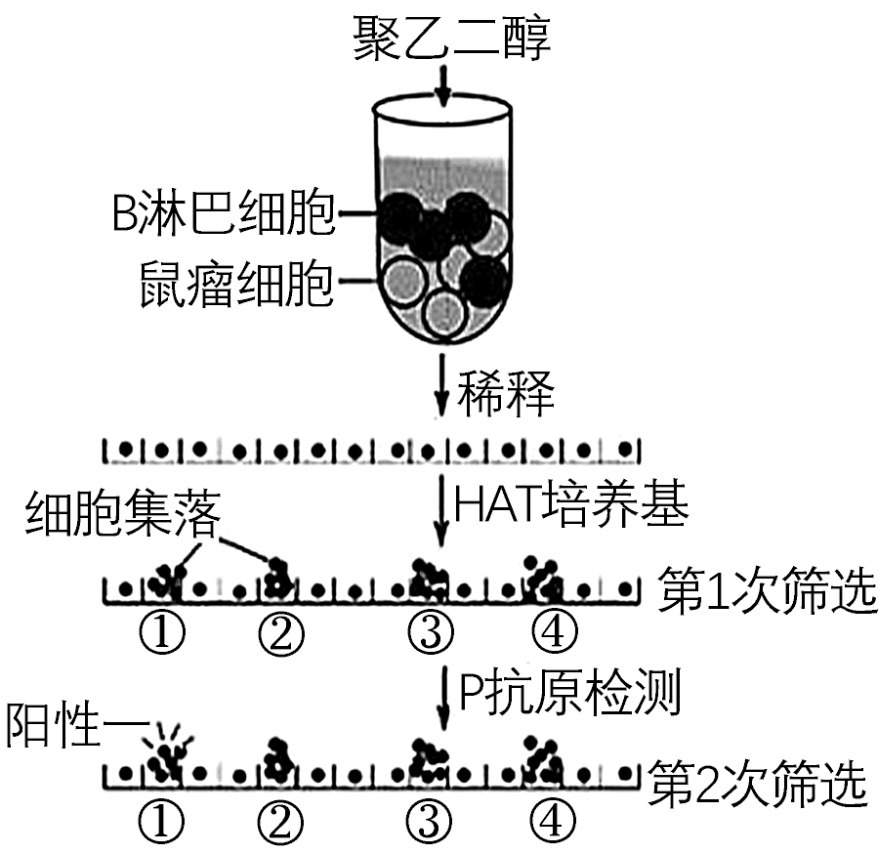 聚乙二醇
B淋巴细胞
鼠瘤细胞
稀释
HAT培养基
细胞集落
第1次筛选
① ② ③ ④
P抗原检测
阳性
第2次筛选
① ② ③ ④